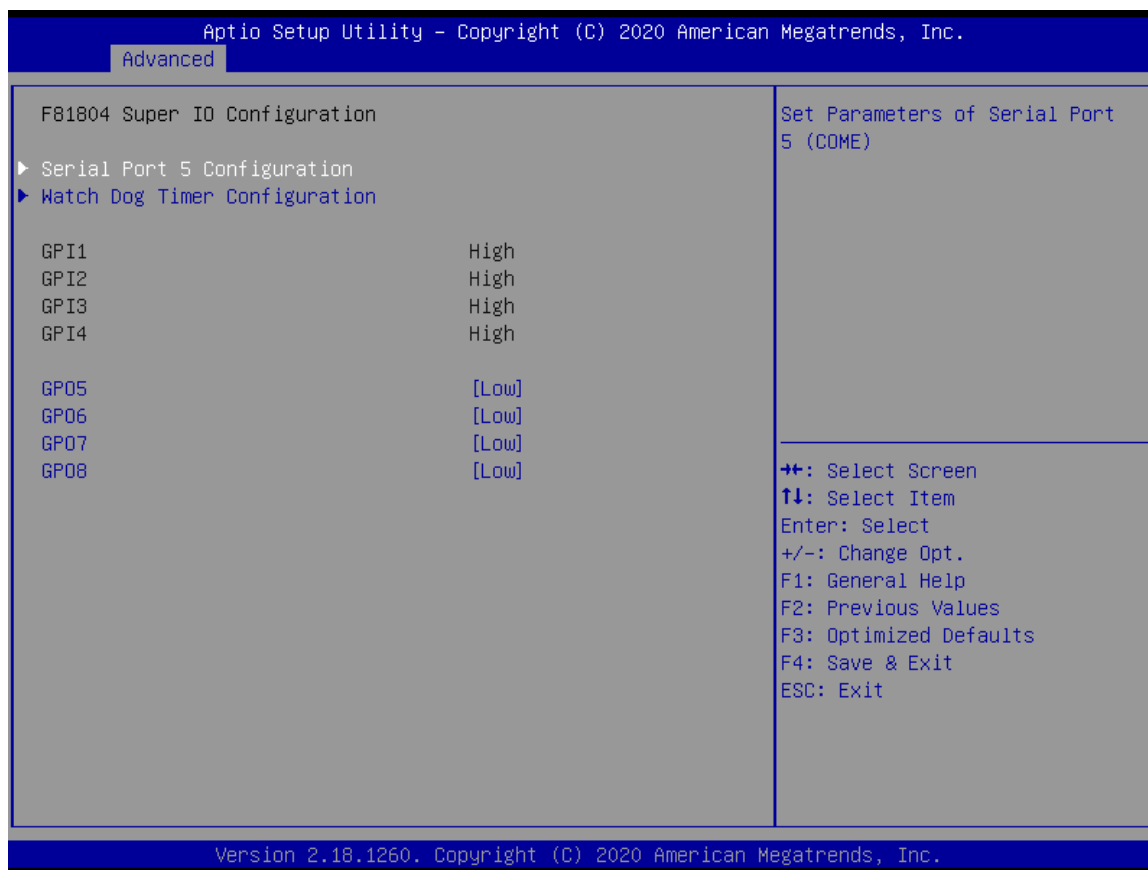 Aptio Setup Utility – Copyright (C) 2020 American Megatrends, Inc.
Advanced
F81804 Super IO Configuration
Serial Port 5 Configuration
Watch Dog Timer Configuration
GPI1 High
GPI2 High
GPI3 High
GPI4 High
GPO5 [Low]
GPO6 [Low]
GPO7 [Low]
GPO8 [Low]
Set Parameters of Serial Port
5 (COME)
→←: Select Screen
↑↓: Select Item
Enter: Select
+/-: Change Opt.
F1: General Help
F2: Previous Values
F3: Optimized Defaults
F4: Save & Exit
ESC: Exit
Version 2.18.1260. Copyright (C) 2020 American Megatrends, Inc.